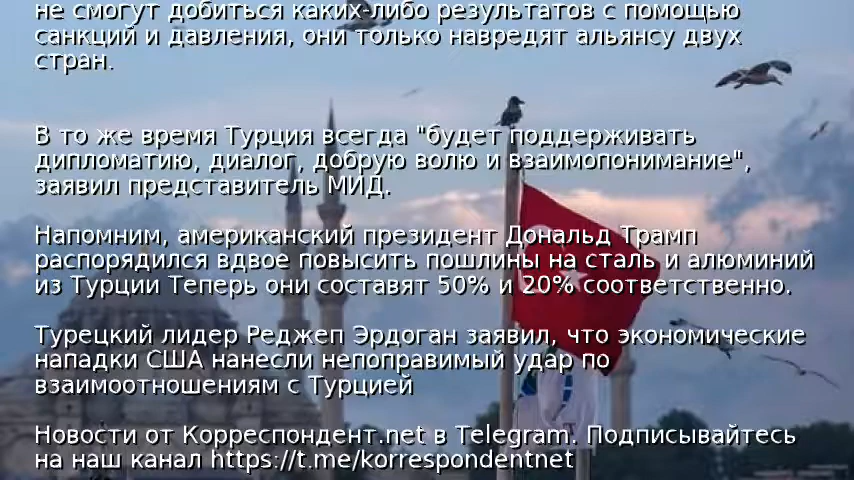 не смогут добиться каких-либо результатов с помощью
санкций и давления, они только навредят альянсу двух
стран.
В то же время Турция всегда "будет поддерживать
дипломатию, диалог, добрую волю и взаимопонимание",
заявил представитель МИД.
Напомним, американский президент Дональд Трамп
распорядился вдвое повысить пошлины на сталь и алюминий
из Турции Теперь они составят 50% и 20% соответственно.
Турецкий лидер Реджеп Эрдоган заявил, что экономические
нападки США нанесли непоправимый удар по
взаимоотношениям с Турцией
Новости от Корреспондент.net в Telegram. Подписывайтесь
на наш канал https://t.me/korrespondentnet